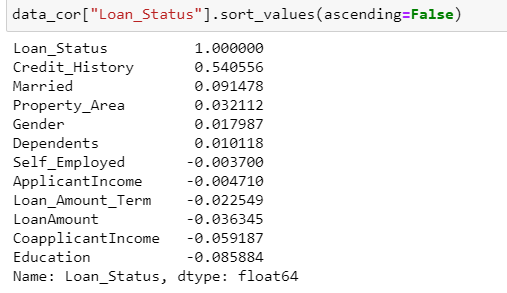 data_cor["Loan_Status"].sort_values(ascending=False)
Loan_Status          1.000000
Credit_History       0.540556
Married              0.091478
Property_Area        0.032112
Gender               0.017987
Dependents           0.010118
Self_Employed       -0.003700
ApplicantIncome     -0.004710
Loan_Amount_Term    -0.022549
LoanAmount          -0.036345
CoapplicantIncome   -0.059187
Education           -0.085884
Name: Loan_Status, dtype: float64